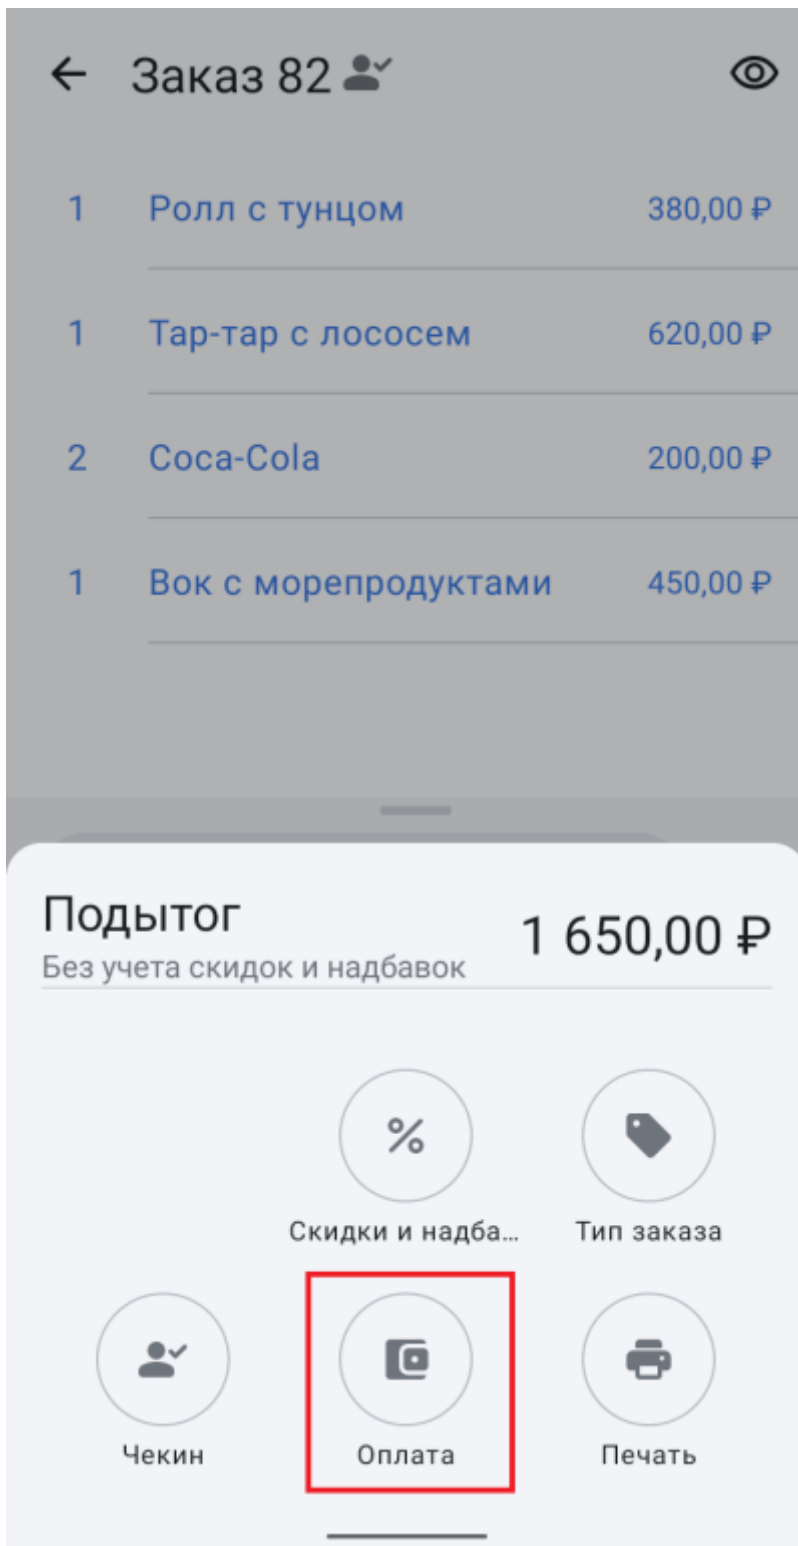 Заказ 82
1 Ролл с тунцом 380,00 ₽
1 Тар-тар с лососем 620,00 ₽
2 Coca-Cola 200,00 ₽
1 Вок с морепродуктами 450,00 ₽
Подытог 1 650,00 ₽
Без учета скидок и надбавок
%
Скидки и надба... Тип заказа
Чекин Оплата Печать